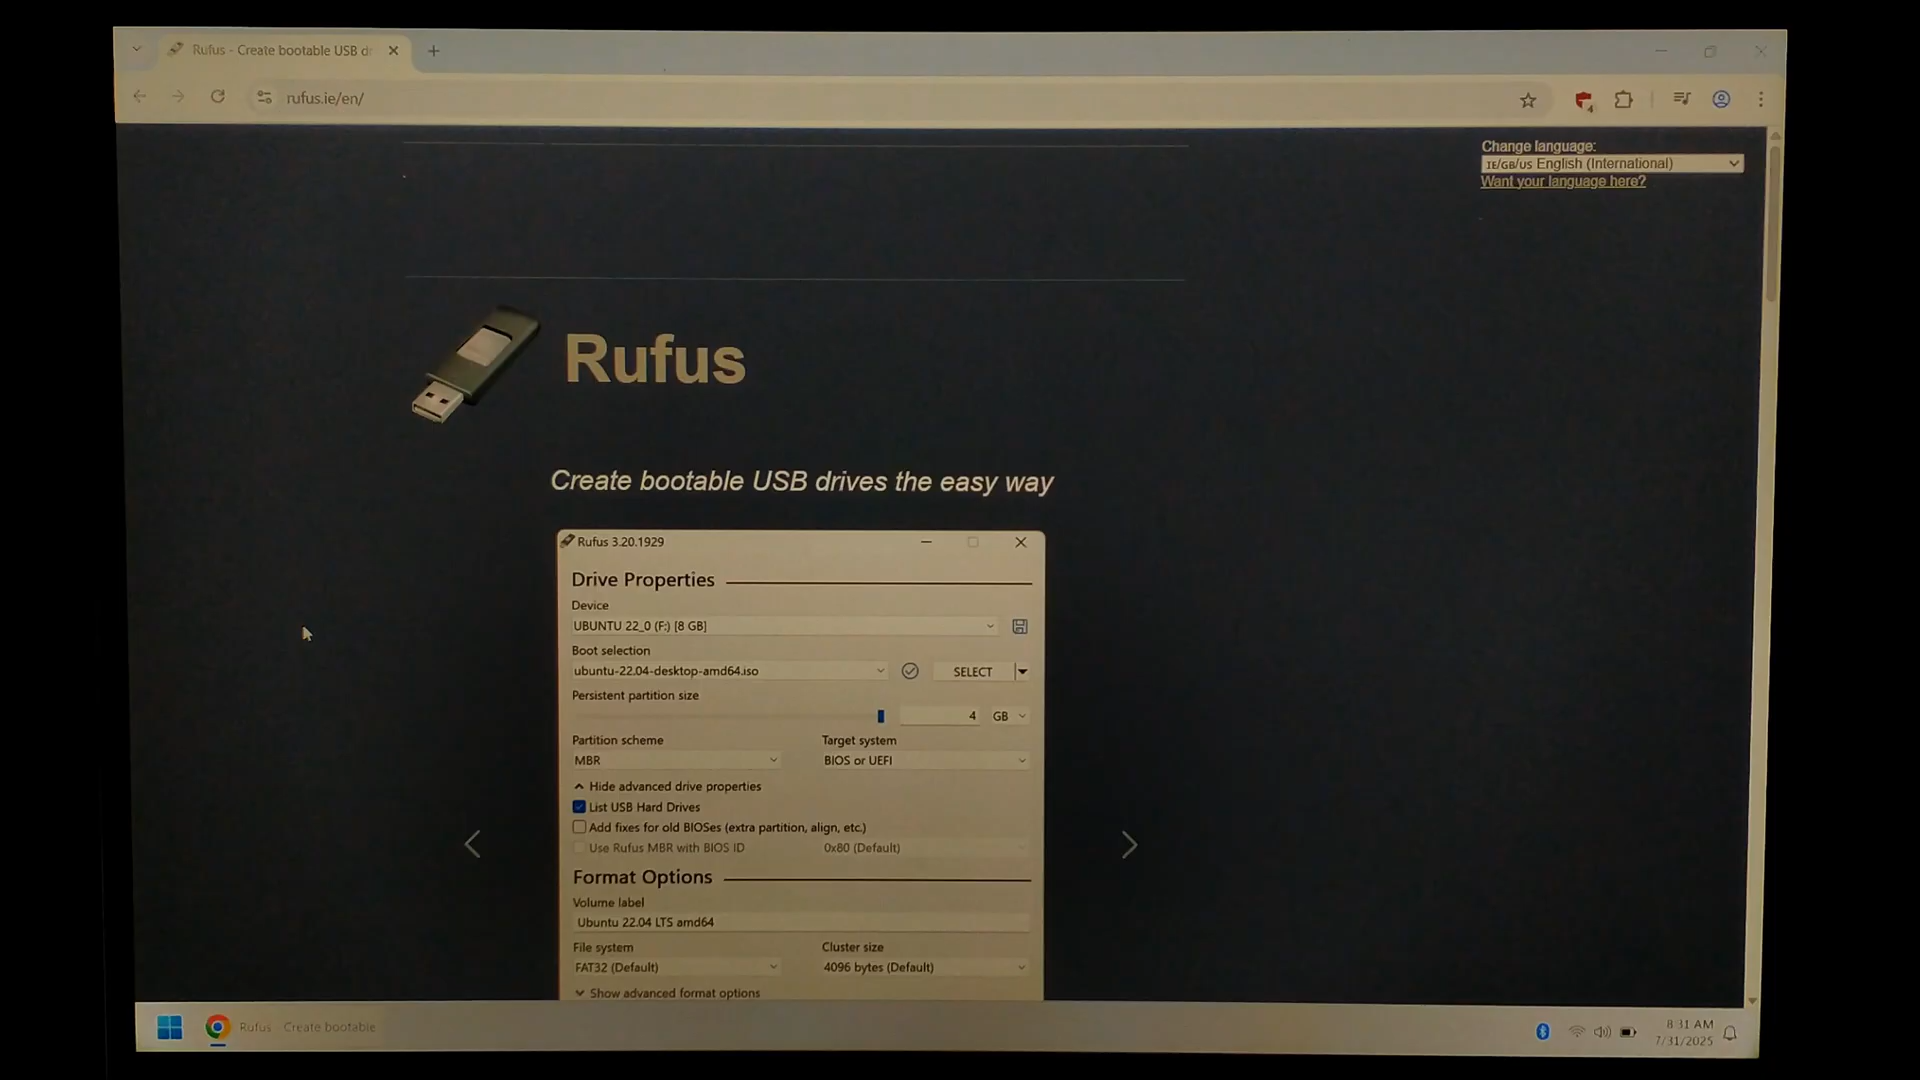 Rufus - Create bootable USB d
rufus.ie/en/
4
Change language:
IE/GB/US English (International)
Want your language here?
Rufus
Create bootable USB drives the easy way
Rufus 3.20.1929
Drive Properties
Device
UBUNTU 22_0 (F:) [8 GB]
Boot selection
ubuntu-22.04-desktop-amd64.iso
SELECT
Persistent partition size
4 GB
Partition scheme
Target system
MBR
BIOS or UEFI
Hide advanced drive properties
List USB Hard Drives
Add fixes for old BIOSes (extra partition, align, etc.)
Use Rufus MBR with BIOS ID
0x80 (Default)
Format Options
Volume label
Ubuntu 22.04 LTS amd64
File system
Cluster size
FAT32 (Default)
4096 bytes (Default)
Show advanced format options
Rufus - Create bootable
8:31 AM
7/31/2025